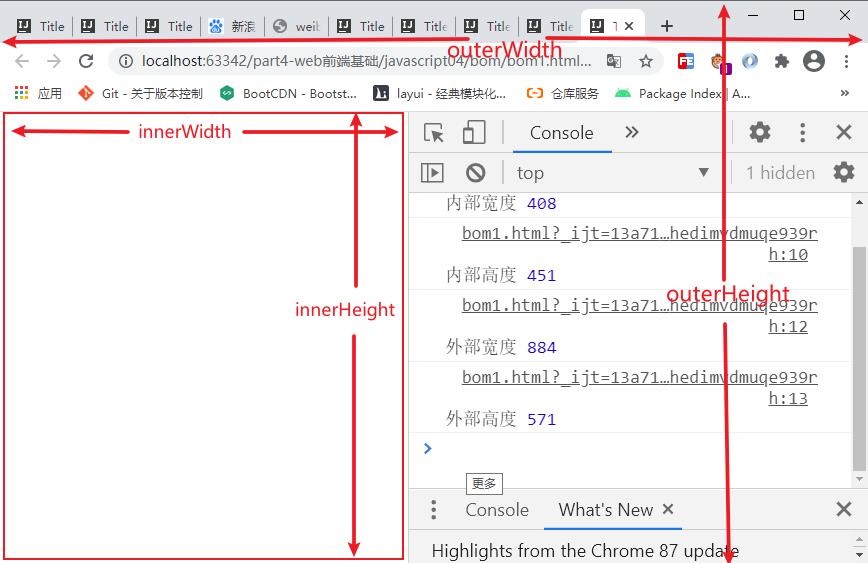 Title Title Title 新浪 weib Title Title Title Title T
outerWidth
localhost:63342/part4-web前端基础/javascript04/bom/bom1.html...
应用 Git - 关于版本控制 BootCDN - Bootst... layui - 经典模块化... 仓库服务 Package Index | A... »
innerWidth
Console
top
1 hidden
内部宽度 408
bom1.html?_ijt=13a71…hedimvdmuqe939r
h:10
内部高度 451
innerHeight
outerHeight
bom1.html?_ijt=13a71…hedimvdmuqe939r
h:12
外部宽度 884
bom1.html?_ijt=13a71…hedimvdmuqe939r
h:13
外部高度 571
更多
Console What's New
Highlights from the Chrome 87 update